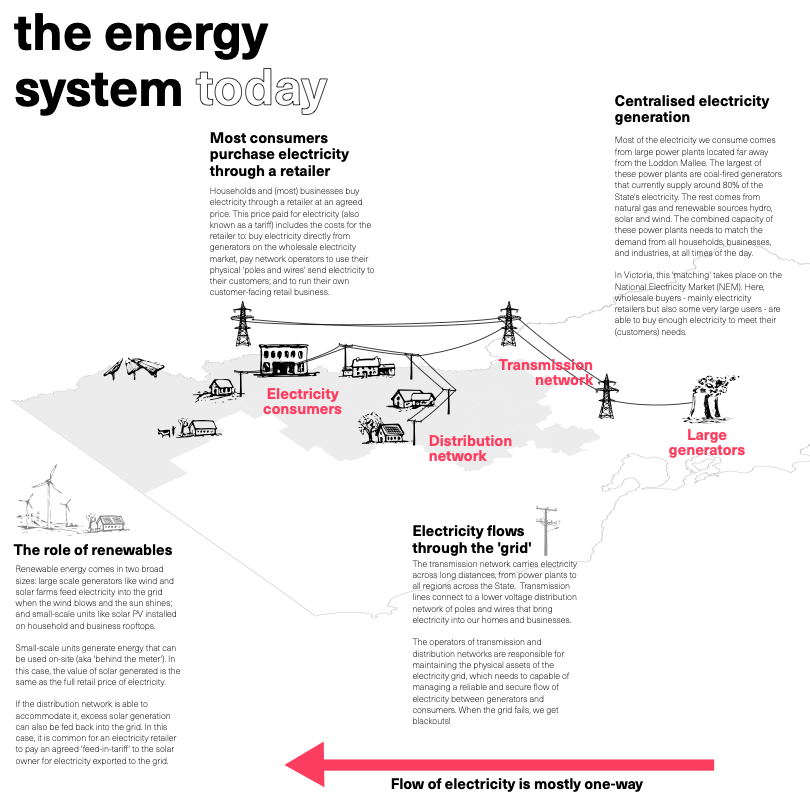 the energy
system today
Most consumers
purchase electricity
through a retailer
Households and (most) businesses buy
electricity through a retailer at an agreed
price. This price paid for electricity (also
known as a tariff) includes the costs for the
retailer to: buy electricity directly from
generators on the wholesale electricity
market, pay network operators to use their
physical 'poles and wires' send electricity to
their customers; and to run their own
customer-facing retail business.
Centralised electricity
generation
Most of the electricity we consume comes
from large power plants located far away
from the Loddon Mallee. The largest of
these power plants are coal-fired generators
that currently supply around 80% of the
State's electricity. The rest comes from
natural gas and renewable sources hydro,
solar and wind. The combined capacity of
these power plants needs to match the
demand from all households, businesses,
and industries, at all times of the day.
In Victoria, this 'matching' takes place on the
National Electricity Market (NEM). Here,
wholesale buyers - mainly electricity
retailers but also some very large users - are
able to buy enough electricity to meet their
(customers) needs.
Transmission
network
Electricity
consumers
Distribution
network
Large
generators
The role of renewables
Renewable energy comes in two broad
sizes: large scale generators like wind and
solar farms feed electricity into the grid
when the wind blows and the sun shines;
and small-scale units like solar PV installed
on household and business rooftops.
Small-scale units generate energy that can
be used on-site (aka 'behind the meter'). In
this case, the value of solar generated is the
same as the full retail price of electricity.
If the distribution network is able to
accommodate it, excess solar generation
can also be fed back into the grid. In this
case, it is common for an electricity retailer
to pay an agreed 'feed-in-tariff' to the solar
owner for electricity exported to the grid.
Electricity flows
through the 'grid'
The transmission network carries electricity
across long distances, from power plants to
all regions across the State. Transmission
lines connect to a lower voltage distribution
network of poles and wires that bring
electricity into our homes and businesses.
The operators of transmission and
distribution networks are responsible for
maintaining the physical assets of the
electricity grid, which needs to capable of
managing a reliable and secure flow of
electricity between generators and
consumers. When the grid fails, we get
blackouts!
Flow of electricity is mostly one-way